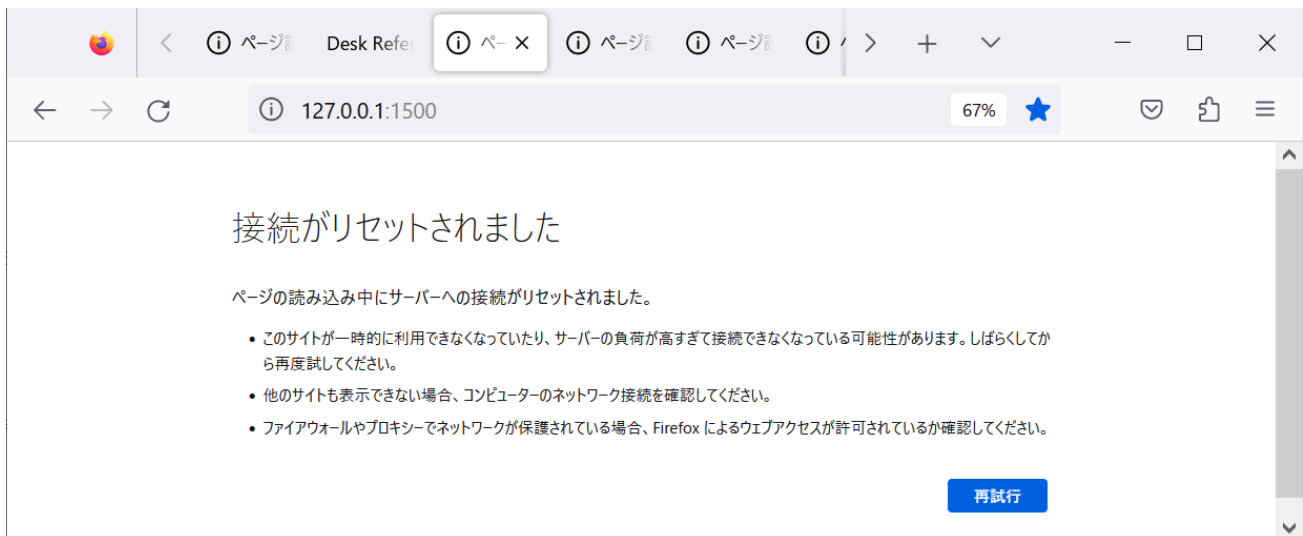 ページ
Desk Refe
ページ
ページ
127.0.0.1:1500
67%
接続がリセットされました
ページの読み込み中にサーバーへの接続がリセットされました。
• このサイトが一時的に利用できなくなっていたり、サーバーの負荷が高すぎて接続できなくなっている可能性があります。しばらくしてか
ら再度試してください。
• 他のサイトも表示できない場合、コンピューターのネットワーク接続を確認してください。
• ファイアウォールやプロキシーでネットワークが保護されている場合、Firefox によるウェブアクセスが許可されているか確認してください。
再試行